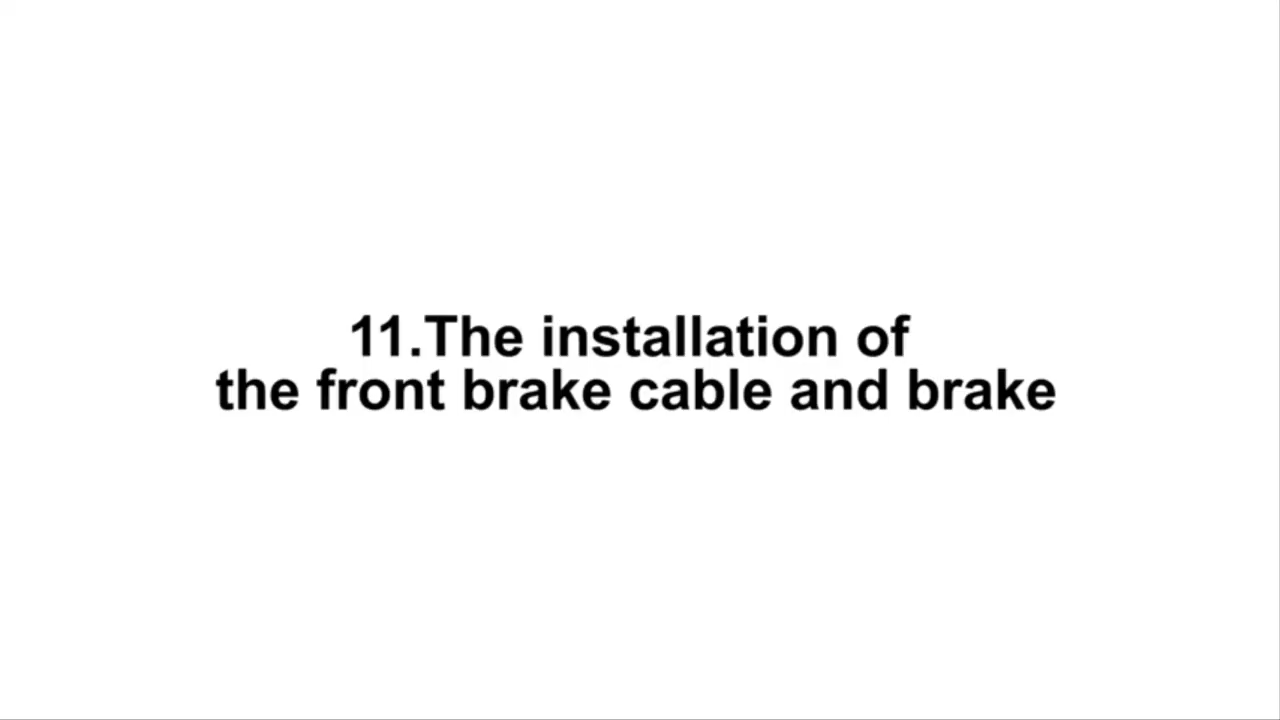 11.The installation of
the front brake cable and brake